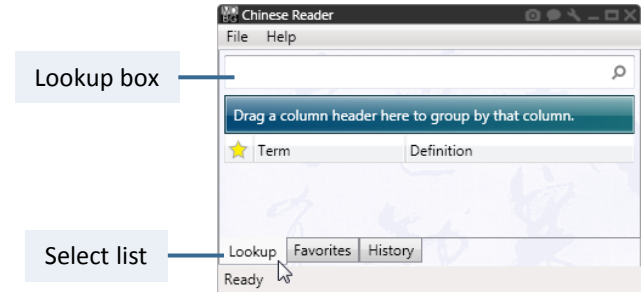 Chinese Reader
File Help
Lookup box
Drag a column header here to group by that column.
Term Definition
Select list
Lookup Favorites History
Ready